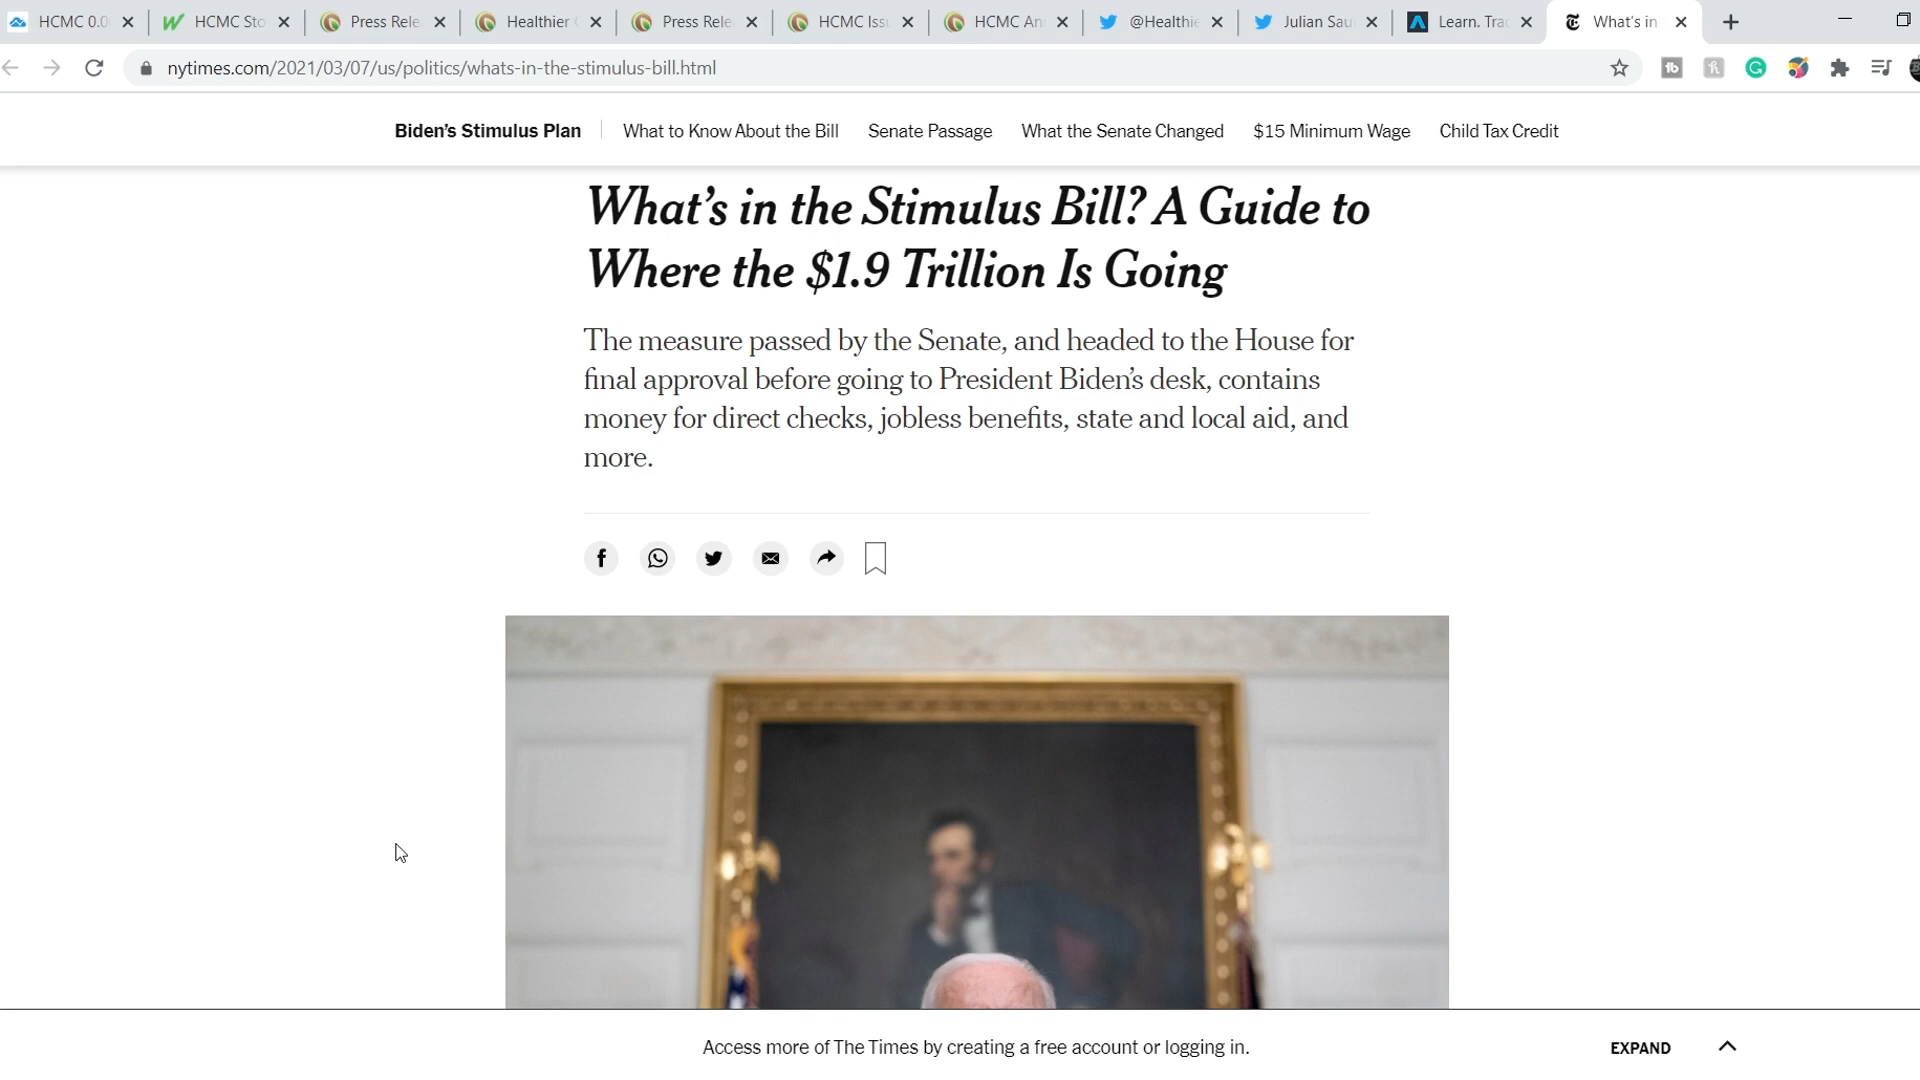 HCMC 0.0
HCMC Sto
Press Rele
Healthier
Press Rele
HCMC Iss
HCMC An
@Healthie
Julian Sau
Learn. Tra
What's in
nytimes.com/2021/03/07/us/politics/whats-in-the-stimulus-bill.html
Biden's Stimulus Plan
What to Know About the Bill
Senate Passage
What the Senate Changed
$15 Minimum Wage
Child Tax Credit
What's in the Stimulus Bill? A Guide to
Where the $1.9 Trillion Is Going
The measure passed by the Senate, and headed to the House for
final approval before going to President Biden's desk, contains
money for direct checks, jobless benefits, state and local aid, and
more.
Access more of The Times by creating a free account or logging in.
EXPAND